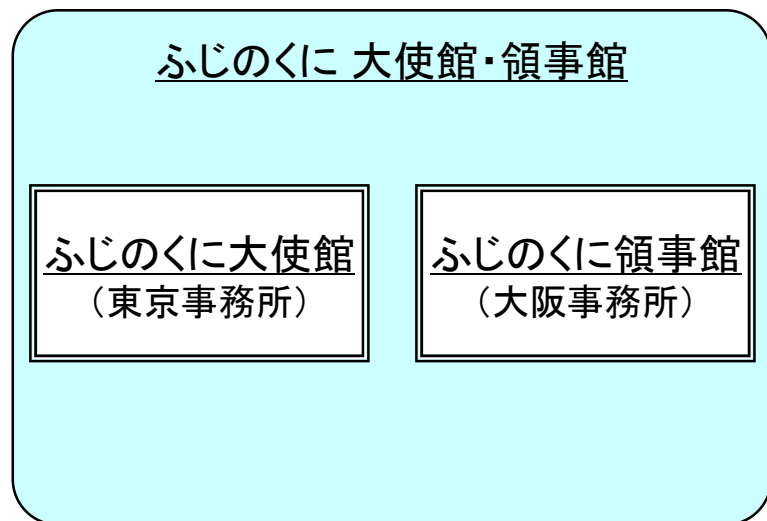 ふじのくに 大使館・領事館
ふじのくに大使館
（東京事務所）
ふじのくに領事館
（大阪事務所）